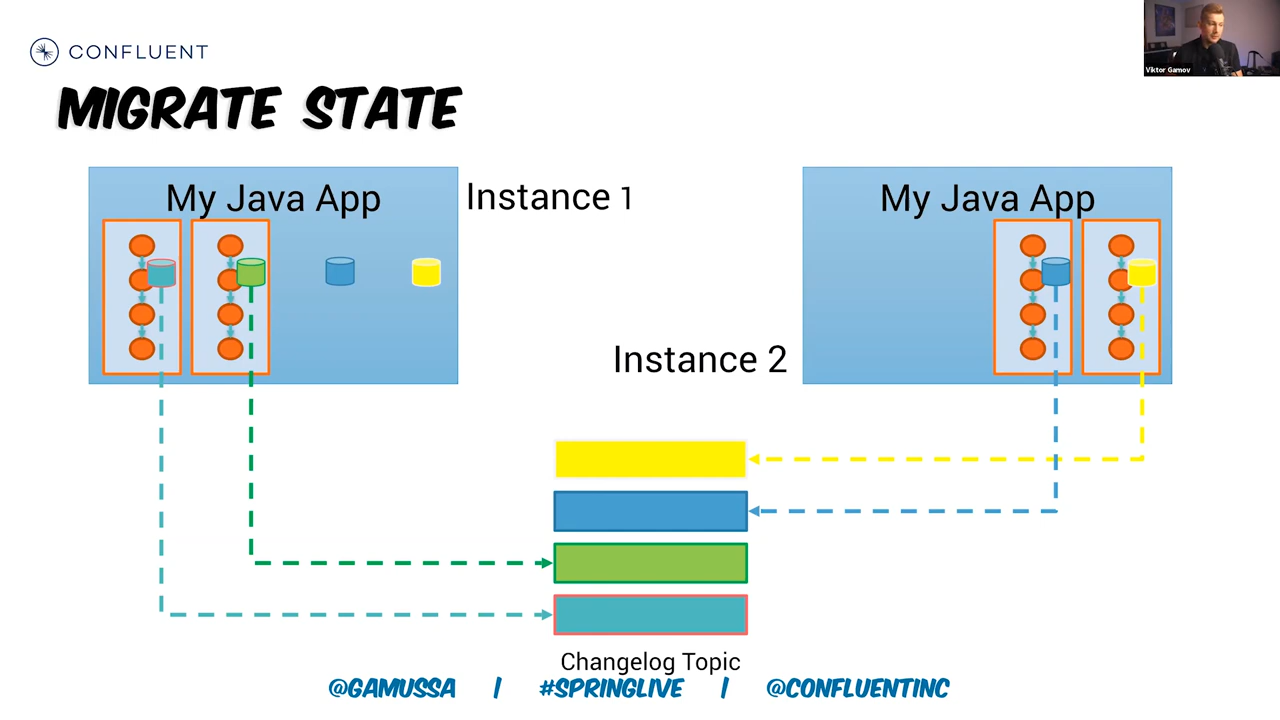 CONFLUENT
Viktor Gamov
MIGRATE STATE
My Java App
Instance 1
My Java App
Instance 2
Changelog Topic
@GAMUSSA | #SPRINGLIVE | @CONFLUENTINC